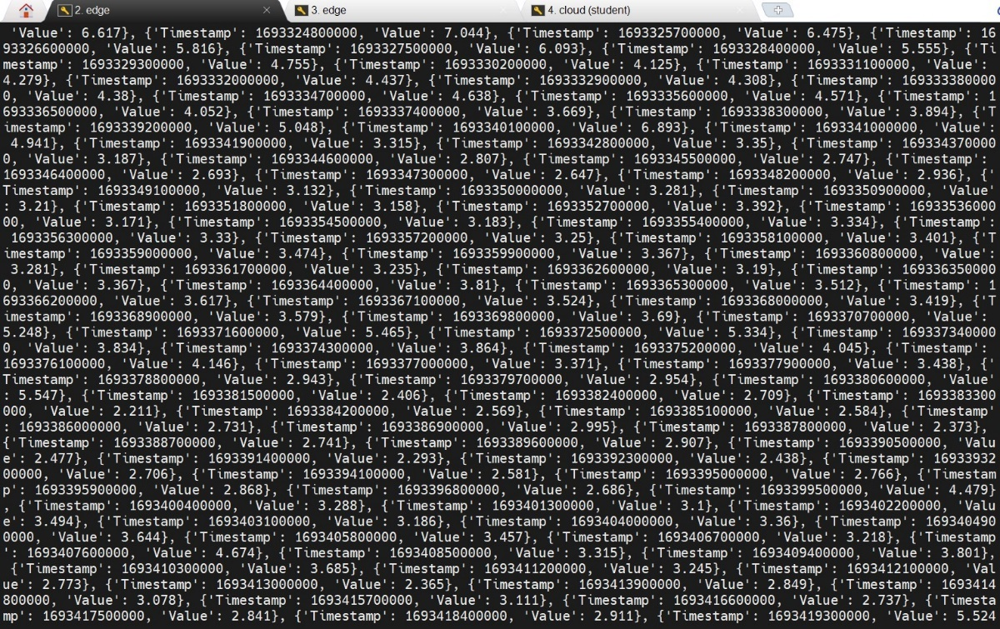 2. edge
3. edge
4. cloud (student)
'Value': 6.617}, {'Timestamp': 1693324800000, 'Value': 7.044}, {'Timestamp': 1693325700000, 'Value': 6.475}, {'Timestamp': 16
93326600000, 'Value': 5.816}, {'Timestamp': 1693327500000, 'Value': 6.093}, {'Timestamp': 1693328400000, 'Value': 5.555}, {'Ti
mestamp': 1693329300000, 'Value': 4.755}, {'Timestamp': 1693330200000, 'Value': 4.125}, {'Timestamp': 1693331100000, 'Value':
4.279}, {'Timestamp': 1693332000000, 'Value': 4.437}, {'Timestamp': 1693332900000, 'Value': 4.308}, {'Timestamp': 169333380000
0, 'Value': 4.38}, {'Timestamp': 1693334700000, 'Value': 4.638}, {'Timestamp': 1693335600000, 'Value': 4.571}, {'Timestamp': 1
693336500000, 'Value': 4.052}, {'Timestamp': 1693337400000, 'Value': 3.669}, {'Timestamp': 1693338300000, 'Value': 3.894}, {'T
imestamp': 1693339200000, 'Value': 5.048}, {'Timestamp': 1693340100000, 'Value': 6.893}, {'Timestamp': 1693341000000, 'Value':
4.941}, {'Timestamp': 1693341900000, 'Value': 3.315}, {'Timestamp': 1693342800000, 'Value': 3.35}, {'Timestamp': 169334370000
0, 'Value': 3.187}, {'Timestamp': 1693344600000, 'Value': 2.807}, {'Timestamp': 1693345500000, 'Value': 2.747}, {'Timestamp':
1693346400000, 'Value': 2.693}, {'Timestamp': 1693347300000, 'Value': 2.647}, {'Timestamp': 1693348200000, 'Value': 2.936}, {'
Timestamp': 1693349100000, 'Value': 3.132}, {'Timestamp': 1693350000000, 'Value': 3.281}, {'Timestamp': 1693350900000, 'Value'
: 3.21}, {'Timestamp': 1693351800000, 'Value': 3.158}, {'Timestamp': 1693352700000, 'Value': 3.392}, {'Timestamp': 16933536000
00, 'Value': 3.171}, {'Timestamp': 1693354500000, 'Value': 3.183}, {'Timestamp': 1693355400000, 'Value': 3.334}, {'Timestamp':
1693356300000, 'Value': 3.33}, {'Timestamp': 1693357200000, 'Value': 3.25}, {'Timestamp': 1693358100000, 'Value': 3.401}, {'T
imestamp': 1693359000000, 'Value': 3.474}, {'Timestamp': 1693359900000, 'Value': 3.367}, {'Timestamp': 1693360800000, 'Value':
3.281}, {'Timestamp': 1693361700000, 'Value': 3.235}, {'Timestamp': 1693362600000, 'Value': 3.19}, {'Timestamp': 169336350000
0, 'Value': 3.367}, {'Timestamp': 1693364400000, 'Value': 3.81}, {'Timestamp': 1693365300000, 'Value': 3.512}, {'Timestamp': 1
693366200000, 'Value': 3.617}, {'Timestamp': 1693367100000, 'Value': 3.524}, {'Timestamp': 1693368000000, 'Value': 3.419}, {'T
imestamp': 1693368900000, 'Value': 3.579}, {'Timestamp': 1693369800000, 'Value': 3.69}, {'Timestamp': 1693370700000, 'Value':
5.248}, {'Timestamp': 1693371600000, 'Value': 5.465}, {'Timestamp': 1693372500000, 'Value': 5.334}, {'Timestamp': 169337340000
0, 'Value': 3.834}, {'Timestamp': 1693374300000, 'Value': 3.864}, {'Timestamp': 1693375200000, 'Value': 4.045}, {'Timestamp':
1693376100000, 'Value': 4.146}, {'Timestamp': 1693377000000, 'Value': 3.371}, {'Timestamp': 1693377900000, 'Value': 3.438}, {'
Timestamp': 1693378800000, 'Value': 2.943}, {'Timestamp': 1693379700000, 'Value': 2.954}, {'Timestamp': 1693380600000, 'Value'
: 5.547}, {'Timestamp': 1693381500000, 'Value': 2.406}, {'Timestamp': 1693382400000, 'Value': 2.709}, {'Timestamp': 1693383300
000, 'Value': 2.211}, {'Timestamp': 1693384200000, 'Value': 2.569}, {'Timestamp': 1693385100000, 'Value': 2.584}, {'Timestamp'
: 1693386000000, 'Value': 2.731}, {'Timestamp': 1693386900000, 'Value': 2.995}, {'Timestamp': 1693387800000, 'Value': 2.373},
{'Timestamp': 1693388700000, 'Value': 2.741}, {'Timestamp': 1693389600000, 'Value': 2.907}, {'Timestamp': 1693390500000, 'Valu
e': 2.477}, {'Timestamp': 1693391400000, 'Value': 2.293}, {'Timestamp': 1693392300000, 'Value': 2.438}, {'Timestamp': 16933932
00000, 'Value': 2.706}, {'Timestamp': 1693394100000, 'Value': 2.581}, {'Timestamp': 1693395000000, 'Value': 2.766}, {'Timestam
p': 1693395900000, 'Value': 2.868}, {'Timestamp': 1693396800000, 'Value': 2.686}, {'Timestamp': 1693399500000, 'Value': 4.479}
, {'Timestamp': 1693400400000, 'Value': 3.288}, {'Timestamp': 1693401300000, 'Value': 3.1}, {'Timestamp': 1693402200000, 'Valu
e': 3.494}, {'Timestamp': 1693403100000, 'Value': 3.186}, {'Timestamp': 1693404000000, 'Value': 3.36}, {'Timestamp': 169340490
0000, 'Value': 3.644}, {'Timestamp': 1693405800000, 'Value': 3.457}, {'Timestamp': 1693406700000, 'Value': 3.218}, {'Timestamp
': 1693407600000, 'Value': 4.674}, {'Timestamp': 1693408500000, 'Value': 3.315}, {'Timestamp': 1693409400000, 'Value': 3.801},
{'Timestamp': 1693410300000, 'Value': 3.685}, {'Timestamp': 1693411200000, 'Value': 3.245}, {'Timestamp': 1693412100000, 'Val
ue': 2.773}, {'Timestamp': 1693413000000, 'Value': 2.365}, {'Timestamp': 1693413900000, 'Value': 2.849}, {'Timestamp': 1693414
800000, 'Value': 3.078}, {'Timestamp': 1693415700000, 'Value': 3.111}, {'Timestamp': 1693416600000, 'Value': 2.737}, {'Timesta
mp': 1693417500000, 'Value': 2.841}, {'Timestamp': 1693418400000, 'Value': 2.911}, {'Timestamp': 1693419300000, 'Value': 5.524